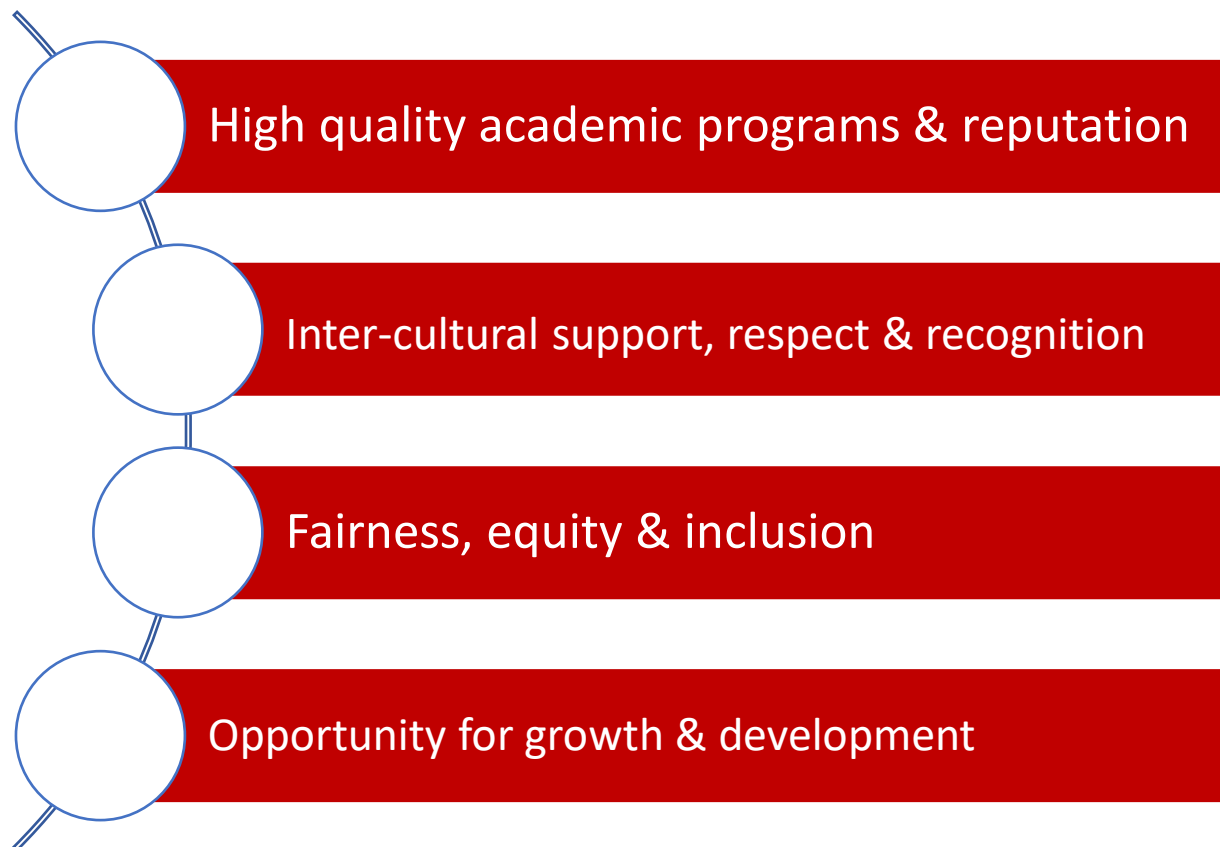 High quality academic programs & reputation
Inter-cultural support, respect & recognition
Fairness, equity & inclusion
Opportunity for growth & development